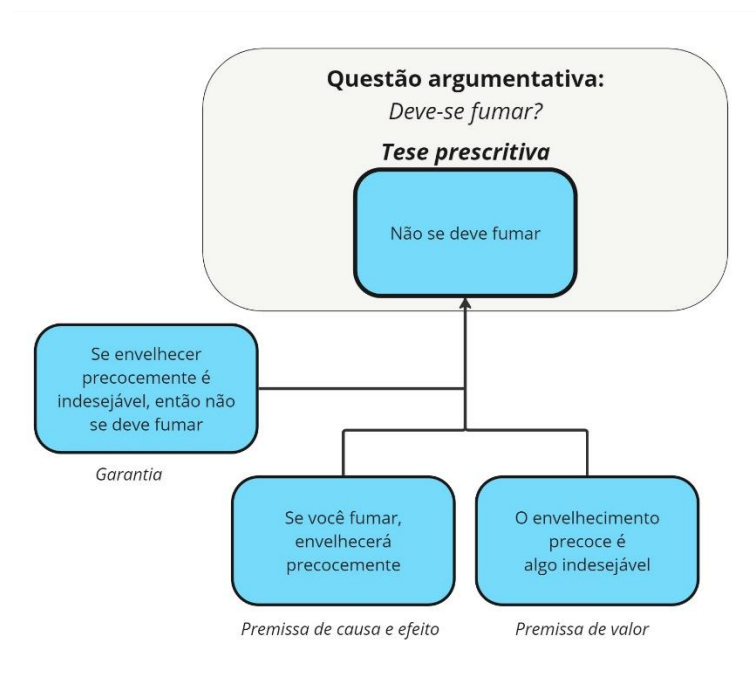 Questão argumentativa:
Deve-se fumar?
Tese prescritiva
Não se deve fumar
Se envelhecer
precocemente é
indesejável, então não
se deve fumar
Garantia
Se você fumar,
envelhecerá
precocemente
Premissa de causa e efeito
O envelhecimento
precoce é
algo indesejável
Premissa de valor